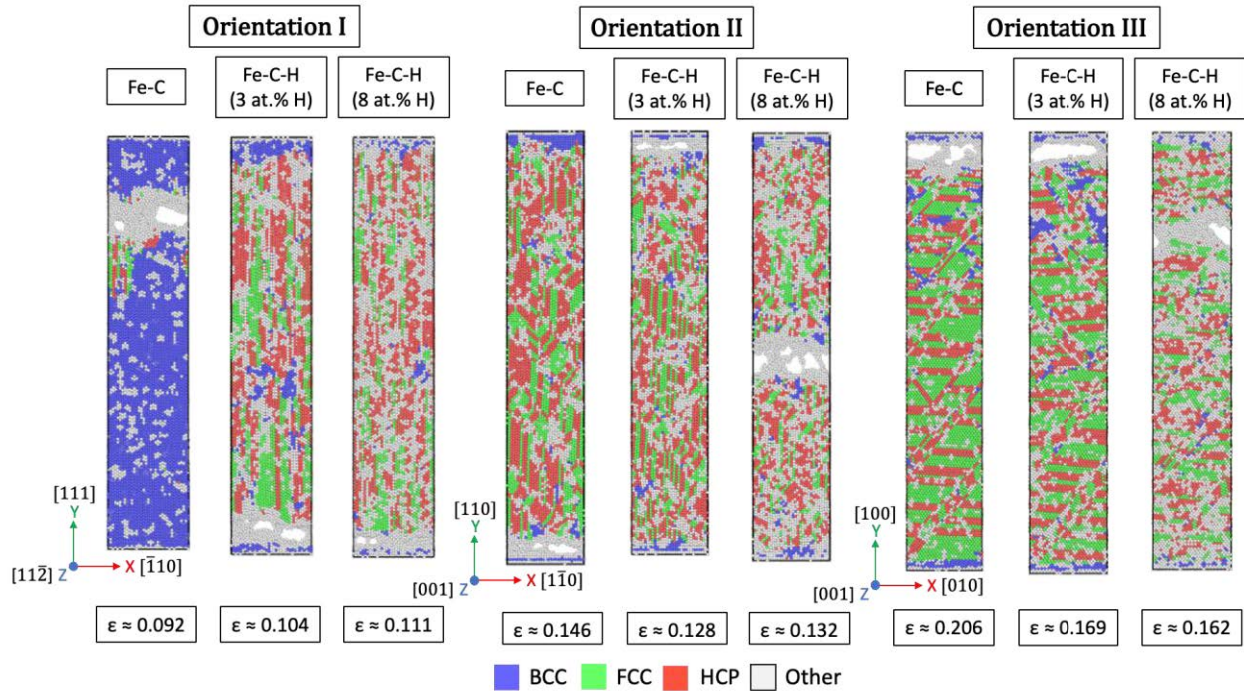 Orientation I
Orientation II
Orientation III
Fe-C
Fe-C-H
(3 at.% H)
Fe-C-H
(8 at.% H)
Fe-C
Fe-C-H
(3 at.% H)
Fe-C-H
(8 at.% H)
Fe-C
Fe-C-H
(3 at.% H)
Fe-C-H
(8 at.% H)
[111]
Y
[112̅] Z
X [1̅10]
[110]
Y
[001] Z
X [11̅0]
[100]
Y
[001] Z
X [010]
ε ≈ 0.092
ε ≈ 0.104
ε ≈ 0.111
ε ≈ 0.146
ε ≈ 0.128
ε ≈ 0.132
ε ≈ 0.206
ε ≈ 0.169
ε ≈ 0.162
BCC
FCC
HCP
Other